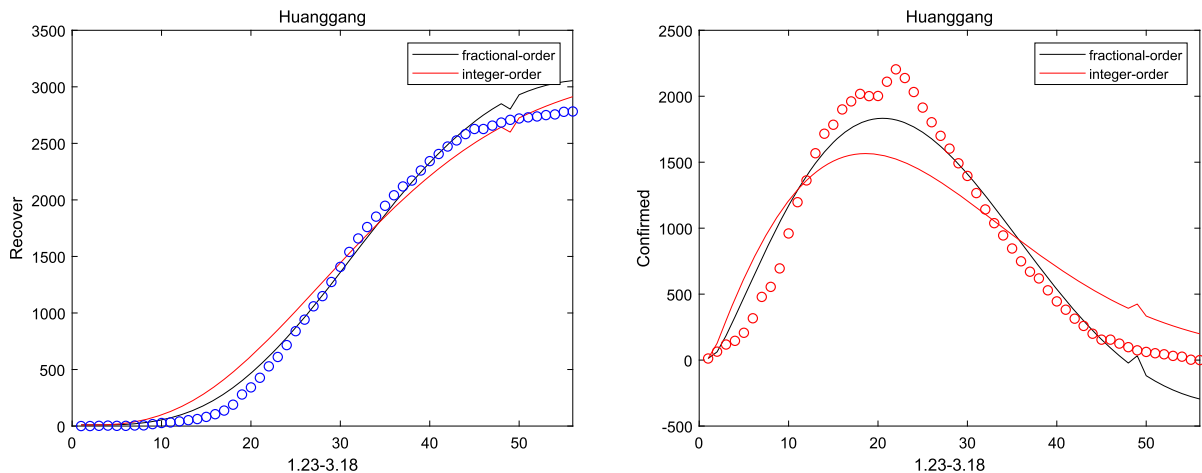 Huanggang
3500
3000
2500
2000
1500
1000
500
0
Recover
0 10 20 30 40 50
1.23-3.18
fractional-order
integer-order
Huanggang
2500
2000
1500
1000
500
0
-500
Confirmed
0 10 20 30 40 50
1.23-3.18
fractional-order
integer-order